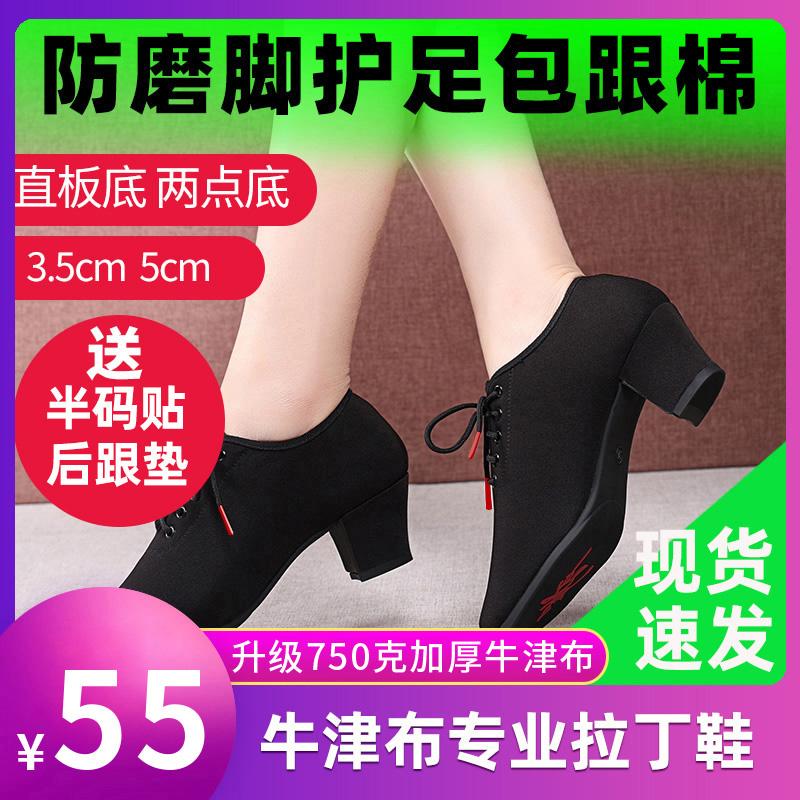 防磨脚护足包跟棉
直板底 两点底
3.5cm 5cm
送
半码贴
后跟垫
现货
速发
升级750克加厚牛津布
¥55
牛津布专业拉丁鞋